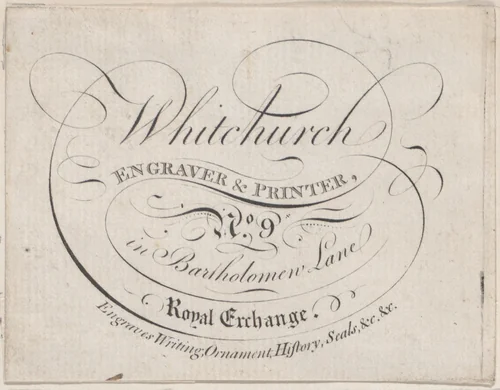 Whitchurch
ENGRAVER & PRINTER,
No. 9
in Bartholomew Lane
Royal Exchange.
Engraves Writing, Ornament, Hiſtory, Seals, &c. &c.